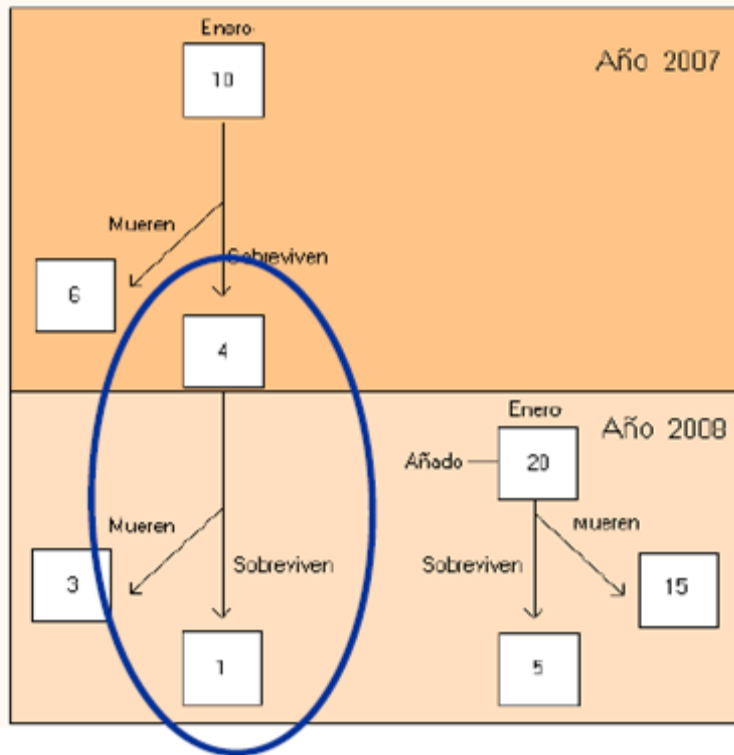 Enero
10
Año 2007
Mueren
Sobreviven
6
4
Enero
Año 2008
Añado
20
Mueren
Mueren
3
Sobreviven
Sobreviven
15
1
5